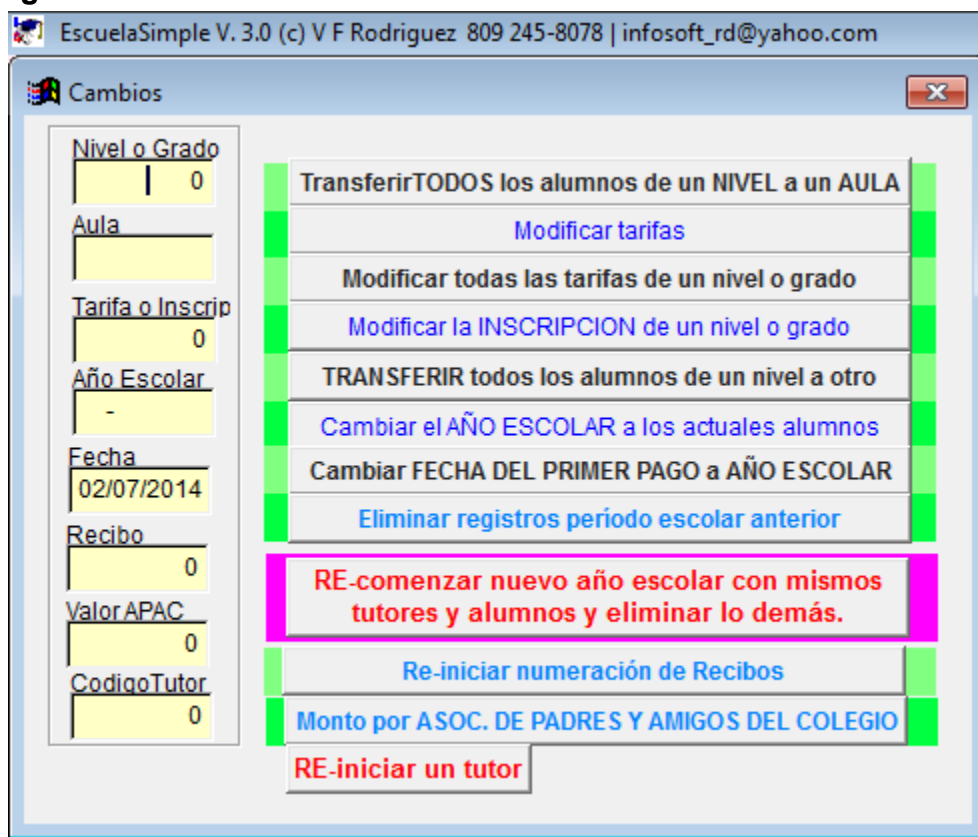 EscuelaSimple V. 3.0 (c) V F Rodriguez 809 245-8078 | infosoft_rd@yahoo.com
Cambios
Nivel o Grado
0
Aula
Tarifa o Inscrip
0
Año Escolar
-
Fecha
02/07/2014
Recibo
0
Valor APAC
0
CodigoTutor
0
TransferirTODOS los alumnos de un NIVEL a un AULA
Modificar tarifas
Modificar todas las tarifas de un nivel o grado
Modificar la INSCRIPCION de un nivel o grado
TRANSFERIR todos los alumnos de un nivel a otro
Cambiar el AÑO ESCOLAR a los actuales alumnos
Cambiar FECHA DEL PRIMER PAGO a AÑO ESCOLAR
Eliminar registros período escolar anterior
RE-comenzar nuevo año escolar con mismos
tutores y alumnos y eliminar lo demás.
Re-iniciar numeración de Recibos
Monto por ASOC. DE PADRES Y AMIGOS DEL COLEGIO
RE-iniciar un tutor